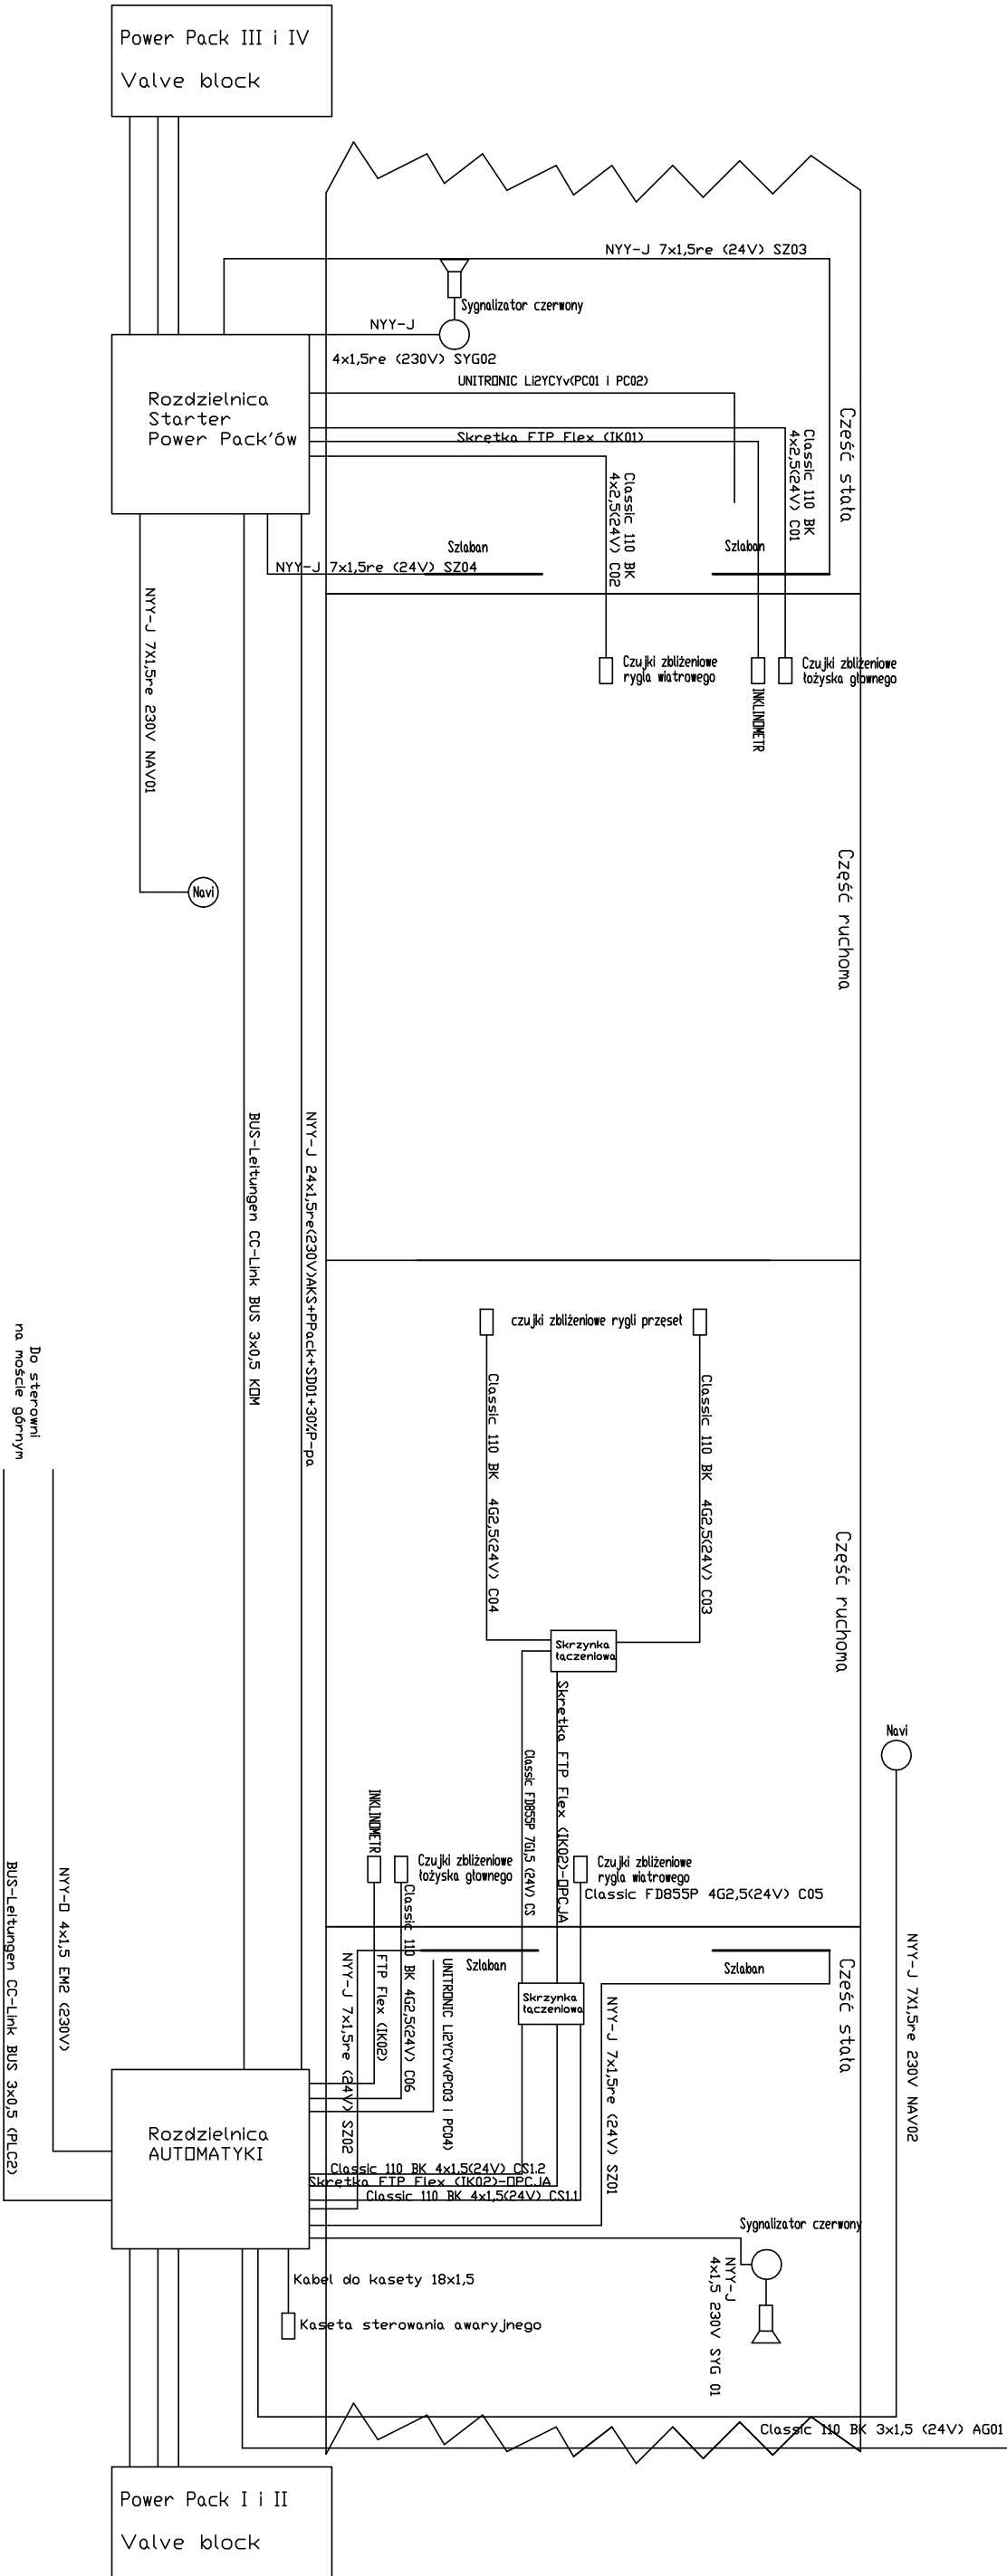 Power Pack III i IV
Valve block
NYY-J 7x1,5re (24V) SZ03
Sygnalizator czerwony
NYY-J
4x1,5re (230V) SYG02
UNITRONIC Li2YCYv(PC01 i PC02)
Rozdzielnica
Starter
Power Pack'ów
Skrętka FTP Flex (IK01)
Cześć stała
Classic 110 BK
4x2,5(24V) C01
Classic 110 BK
4x2,5(24V) C02
Szlaban
Szlaban
NYY-J 7x1,5re (24V) SZ04
NYY-J 7X1,5re 230V NAV01
Czujki zbliżeniowe
rygla wiatrowego
INKLINOMETR
Czujki zbliżeniowe
łożyska głownego
Część ruchoma
Navi
BUS-Leitungen CC-Link BUS 3x0,5 KOM
NYY-J 24x1,5re(230V)AKS+PPack+SD01+30%P-pa
czujki zbliżeniowe rygli przęseł
Do sterowni
na moście górnym
Classic 110 BK 4G2,5(24V) C04
Classic 110 BK 4G2,5(24V) C03
Część ruchoma
Skrzynka
łączeniowa
Skrętka FTP Flex (IK02)-OPCJA
Classic FD855P 7G1,5 (24V) CS
Navi
INKLINOMETR
Czujki zbliżeniowe
łożyska głownego
Czujki zbliżeniowe
rygla wiatrowego
Classic FD855P 4G2,5(24V) C05
BUS-Leitungen CC-Link BUS 3x0,5 (PLC2)
NYY-O 4x1,5 EM2 (230V)
NYY-J 7x1,5re (24V) SZ02
FTP Flex (IK02)
Classic 110 BK 4G2,5(24V) C06
UNITRONIC Li2YCYv(PC03 i PC04)
Szlaban
Szlaban
Skrzynka
łączeniowa
NYY-J 7x1,5re (24V) SZ01
Cześć stała
NYY-J 7X1,5re 230V NAV02
Rozdzielnica
AUTOMATYKI
Classic 110 BK 4x1,5(24V) CS1.2
Skrętka FTP Flex (IK02)-OPCJA
Classic 110 BK 4x1,5(24V) CS1.1
Sygnalizator czerwony
NYY-J
4x1,5 230V SYG 01
Kabel do kasety 18x1,5
Kaseta sterowania awaryjnego
Classic 110 BK 3x1,5 (24V) AG01
Power Pack I i II
Valve block